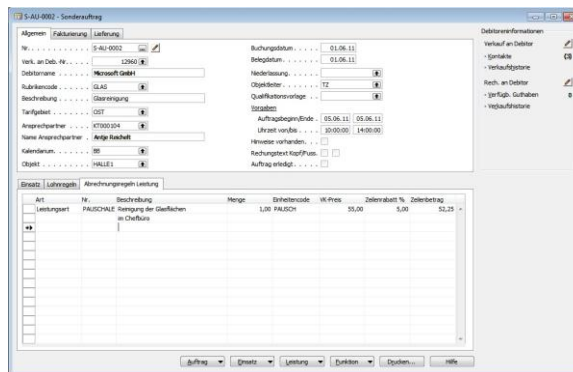 S-AU-0002 - Sonderauftrag
Allgemein Fakturierung Lieferung
Nr. S-AU-0002
Verk. an Deb.-Nr. 12960
Debitorname Microsoft GmbH
Rubrikencode GLAS
Beschreibung Glasreinigung
Tarifgebiet OST
Ansprechpartner KT000104
Name Ansprechpartner Antje Reicholt
Kalendarium BB
Objekt HALLE1
Buchungsdatum 01.06.11
Belegdatum 01.06.11
Niederlassung
Objektleiter TZ
Qualifikationsvorlage
Vorgaben
Auftragsbeginn/Ende 05.06.11 05.06.11
Uhrzeit von/bis 10:00:00 14:00:00
Hinweise vorhanden
Rechungstext Kopf/Fuss
Auftrag erledigt
Debitoreninformationen
Verkauf an Debitor
- Kontakte (3)
- Verkaufshistorie
Rech. an Debitor
- Verfügb. Guthaben 0
- Verkaufshistorie
Einsatz Lohnregeln Abrechnungsregeln Leistung
Art Nr. Beschreibung Menge Einheitencode VK-Preis Zeilenrabatt % Zeilenbetrag
Leistungsart PAUSCHALE Reinigung der Glasflächen 1,00 PAUSCH 55,00 5,00 52,25
im Chefbüro
Auftrag Einsatz Leistung Funktion Drucken... Hilfe